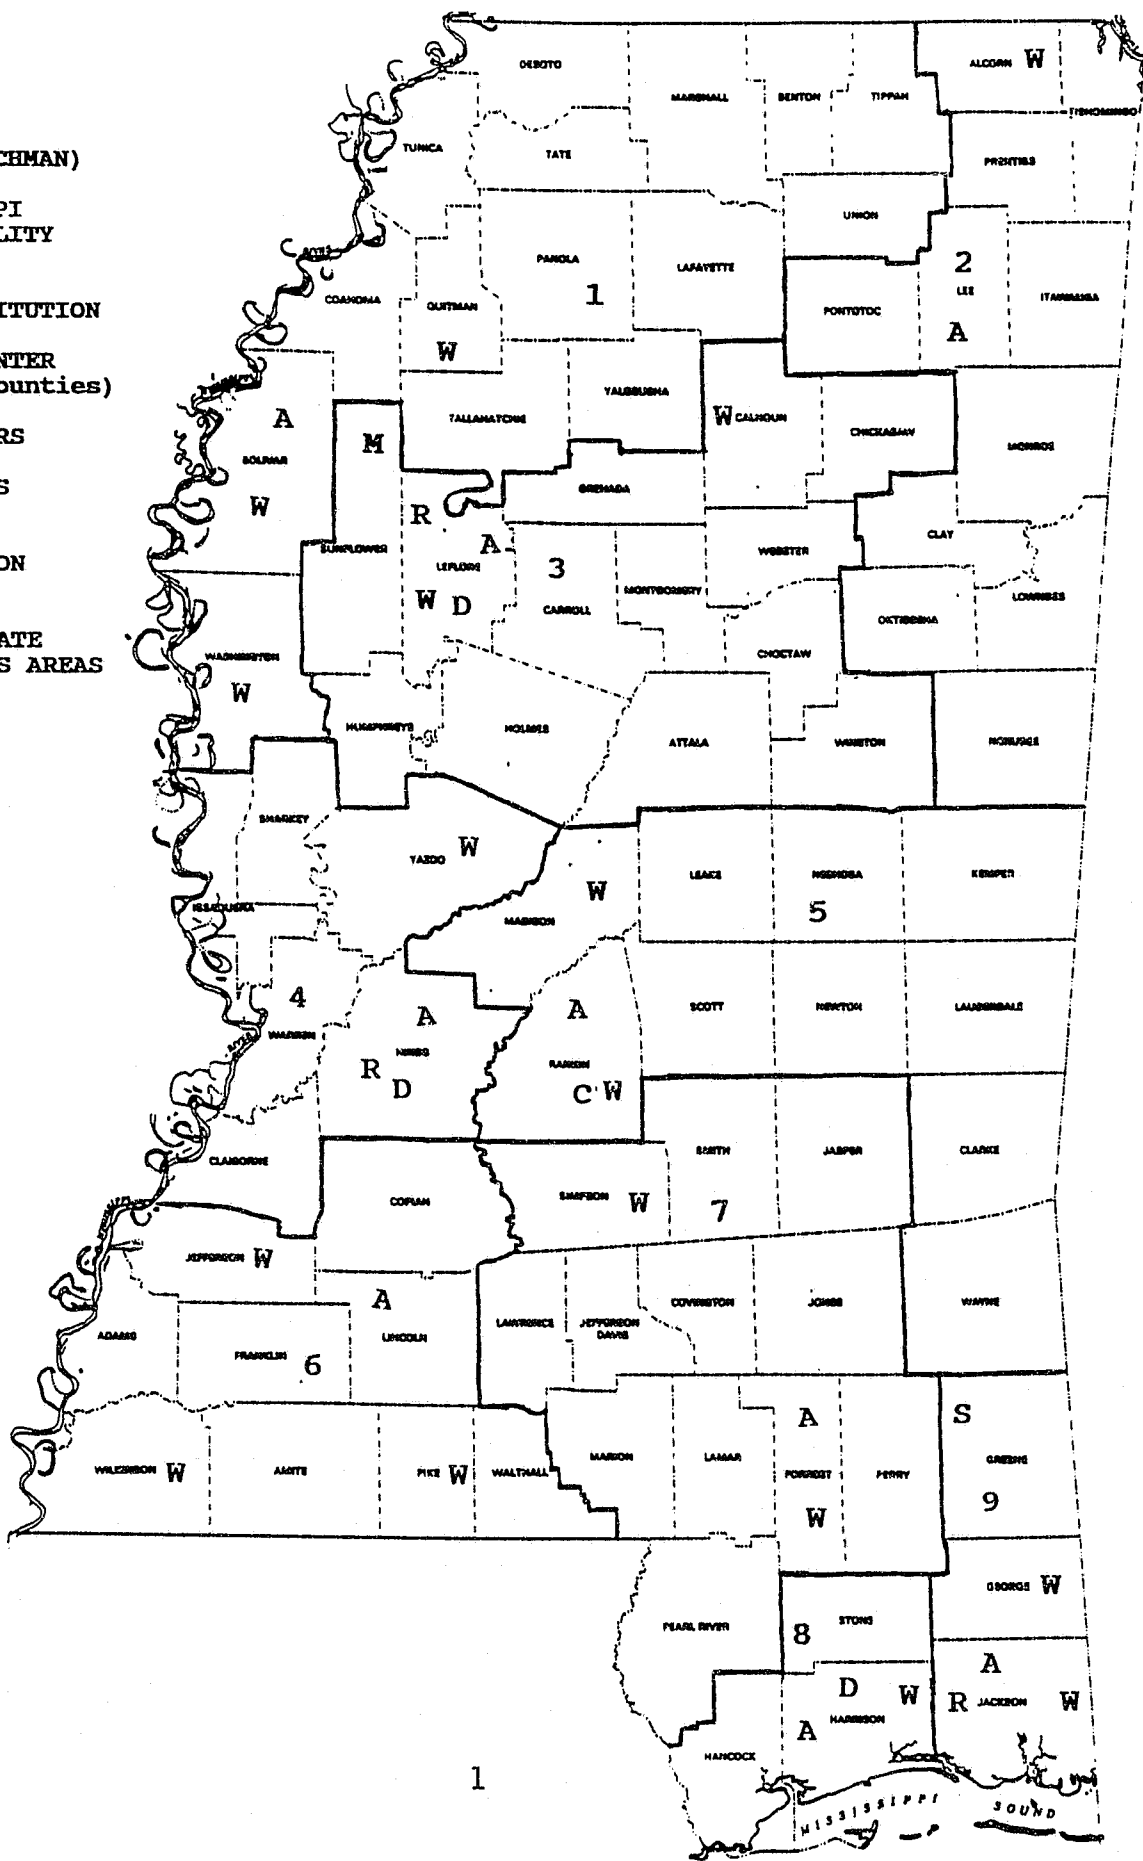 CHMAN)
PI
LITY
ITUTION
NTER
ounties)
RS
S
ON
ATE
S AREAS
DESOTO
MARSHALL
BENTON
TIPPAH
ALCORN W
TISHOMINGO
TUNICA
TATE
PRENTISS
UNION
PANOLA
LAFAYETTE
1
2
LEE
A
ITAWAMBA
COAHOMA
QUITMAN
W
PONTOTOC
A
BOLIVAR
W
M
SUNFLOWER
TALLAHATCHIE
YALOBUSHA
W CALHOUN
CHICKASAW
MONROE
GRENADA
R
A
LEFLORE
W D
3
CARROLL
MONTGOMERY
WEBSTER
CLAY
LOWNDES
OKTIBBEHA
CHOCTAW
WASHINGTON
W
HUMPHREYS
HOLMES
ATTALA
WINSTON
NOXUBEE
SHARKEY
ISSAQUENA
YAZOO W
MADISON
W
LEAKE
NESHOBA
5
KEMPER
4
WARREN
A
HINDS
R
D
A
RANKIN
C W
SCOTT
NEWTON
LAUDERDALE
CLAIBORNE
COPIAH
SIMPSON W
SMITH
7
JASPER
CLARKE
JEFFERSON W
ADAMS
FRANKLIN 6
A
LINCOLN
LAWRENCE
JEFFERSON
DAVIS
COVINGTON
JONES
WAYNE
WILKINSON W
AMITE
PIKE W
WALTHALL
MARION
LAMAR
A
FORREST
W
PERRY
S
GREENE
9
GEORGE W
PEARL RIVER
8
STONE
D
W
A HARRISON
A
R JACKSON W
HANCOCK
MISSISSIPPI SOUND
1